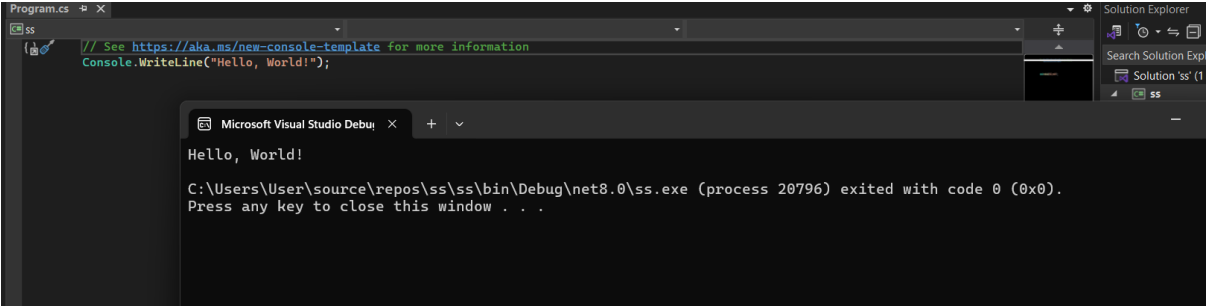 Program.cs
Solution Explorer
C# ss
// See https://aka.ms/new-console-template for more information
Console.WriteLine("Hello, World!");
Search Solution Expl
Solution 'ss' (1
C# ss
Microsoft Visual Studio Debug
Hello, World!
C:\Users\User\source\repos\ss\ss\bin\Debug\net8.0\ss.exe (process 20796) exited with code 0 (0x0).
Press any key to close this window . . .